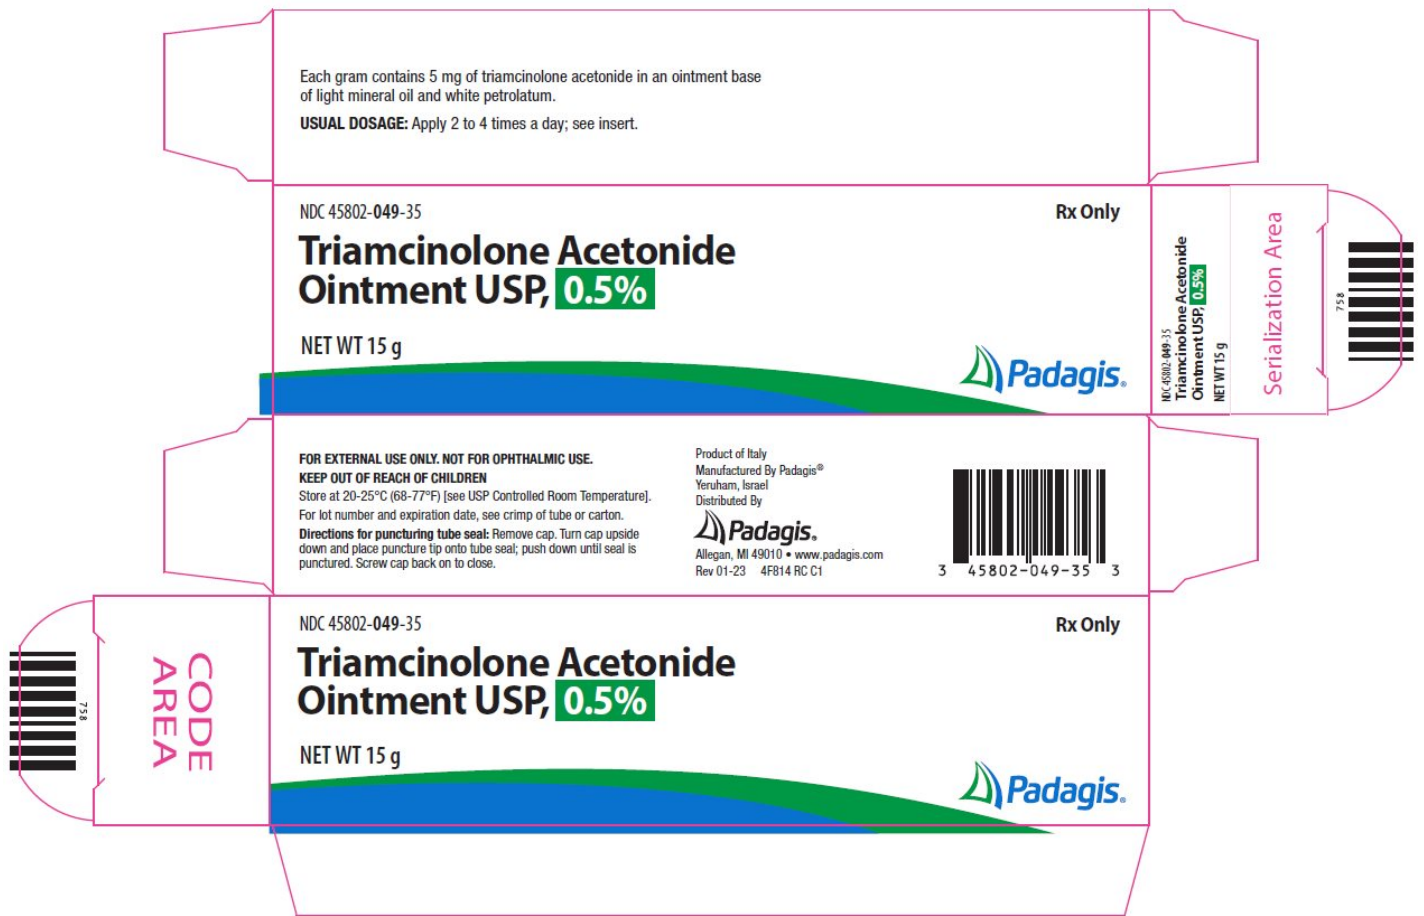 Each gram contains 5 mg of triamcinolone acetonide in an ointment base
of light mineral oil and white petrolatum.
USUAL DOSAGE: Apply 2 to 4 times a day; see insert.
NDC 45802-049-35
Rx Only
Triamcinolone Acetonide
Ointment USP, 0.5%
NET WT 15 g
Padagis®
NDC 45802-049-35
Triamcinolone Acetonide
Ointment USP, 0.5%
NET WT 15 g
Serialization Area
758
FOR EXTERNAL USE ONLY. NOT FOR OPHTHALMIC USE.
KEEP OUT OF REACH OF CHILDREN
Store at 20-25°C (68-77°F) [see USP Controlled Room Temperature].
For lot number and expiration date, see crimp of tube or carton.
Directions for puncturing tube seal: Remove cap. Turn cap upside
down and place puncture tip onto tube seal; push down until seal is
punctured. Screw cap back on to close.
Product of Italy
Manufactured By Padagis®
Yeruham, Israel
Distributed By
Padagis®
Allegan, MI 49010 • www.padagis.com
Rev 01-23 4F814 RC C1
3 45802-049-35 3
758
CODE
AREA
NDC 45802-049-35
Rx Only
Triamcinolone Acetonide
Ointment USP, 0.5%
NET WT 15 g
Padagis®